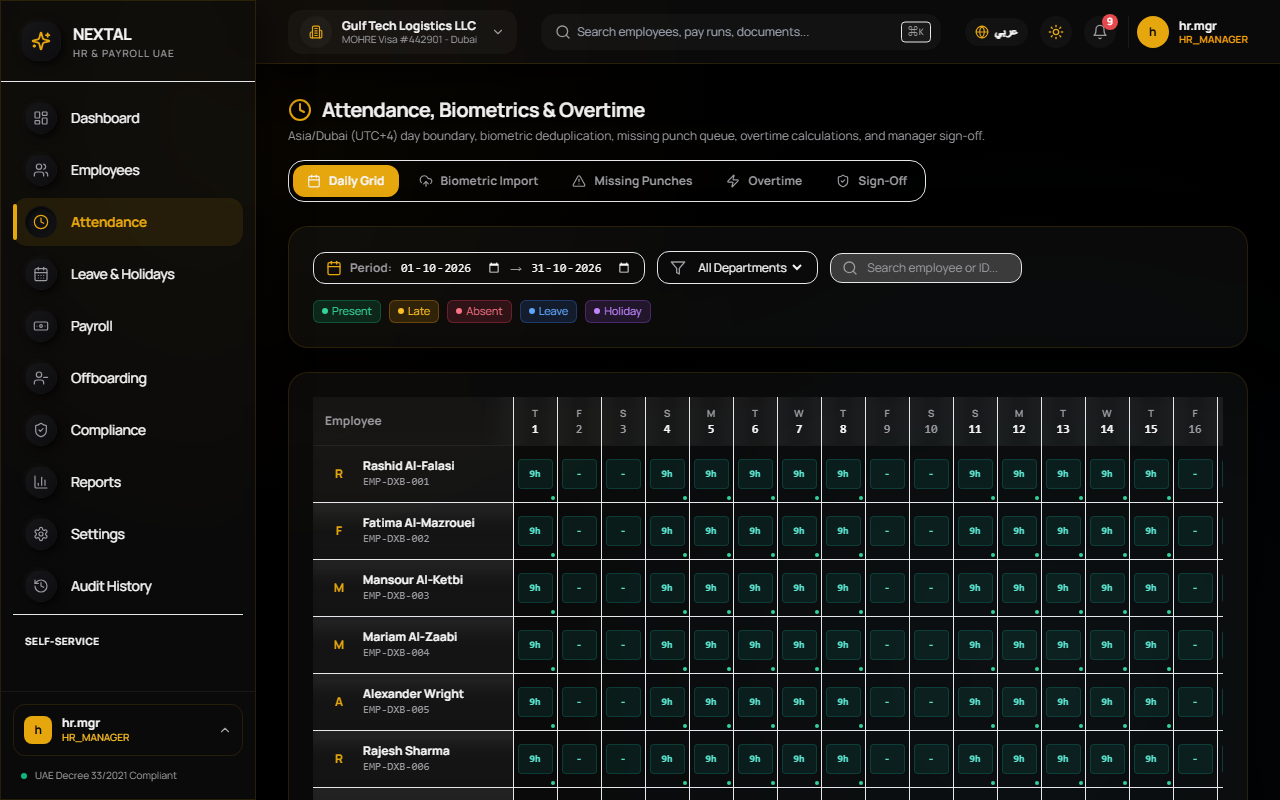 NEXTAL
HR & PAYROLL UAE
Gulf Tech Logistics LLC
MOHRE Visa #442901 - Dubai
Search employees, pay runs, documents...
⌘K
عربي
9
h
hr.mgr
HR_MANAGER
Dashboard
Employees
Attendance
Leave & Holidays
Payroll
Offboarding
Compliance
Reports
Settings
Audit History
SELF-SERVICE
h
hr.mgr
HR_MANAGER
UAE Decree 33/2021 Compliant
Attendance, Biometrics & Overtime
Asia/Dubai (UTC+4) day boundary, biometric deduplication, missing punch queue, overtime calculations, and manager sign-off.
Daily Grid Biometric Import Missing Punches Overtime Sign-Off
Period: 01-10-2026 → 31-10-2026 All Departments Search employee or ID...
Present Late Absent Leave Holiday
Employee T F S S M T W T F S S M T W T F
1 2 3 4 5 6 7 8 9 10 11 12 13 14 15 16
R Rashid Al-Falasi 9h - - 9h 9h 9h 9h 9h - - 9h 9h 9h 9h 9h -
EMP-DXB-001
F Fatima Al-Mazrouei 9h - - 9h 9h 9h 9h 9h - - 9h 9h 9h 9h 9h -
EMP-DXB-002
M Mansour Al-Ketbi 9h - - 9h 9h 9h 9h 9h - - 9h 9h 9h 9h 9h -
EMP-DXB-003
M Mariam Al-Zaabi 9h - - 9h 9h 9h 9h 9h - - 9h 9h 9h 9h 9h -
EMP-DXB-004
A Alexander Wright 9h - - 9h 9h 9h 9h 9h - - 9h 9h 9h 9h 9h -
EMP-DXB-005
R Rajesh Sharma 9h - - 9h 9h 9h 9h 9h - - 9h 9h 9h 9h 9h -
EMP-DXB-006